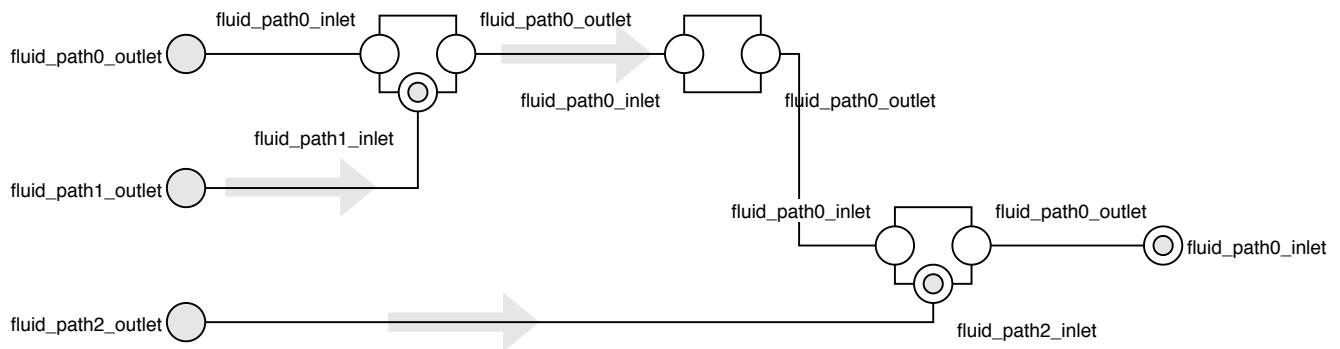 fluid_path0_inlet
fluid_path0_outlet
fluid_path0_outlet
fluid_path0_inlet
fluid_path0_outlet
fluid_path1_inlet
fluid_path1_outlet
fluid_path0_inlet
fluid_path0_outlet
fluid_path0_inlet
fluid_path2_outlet
fluid_path2_inlet